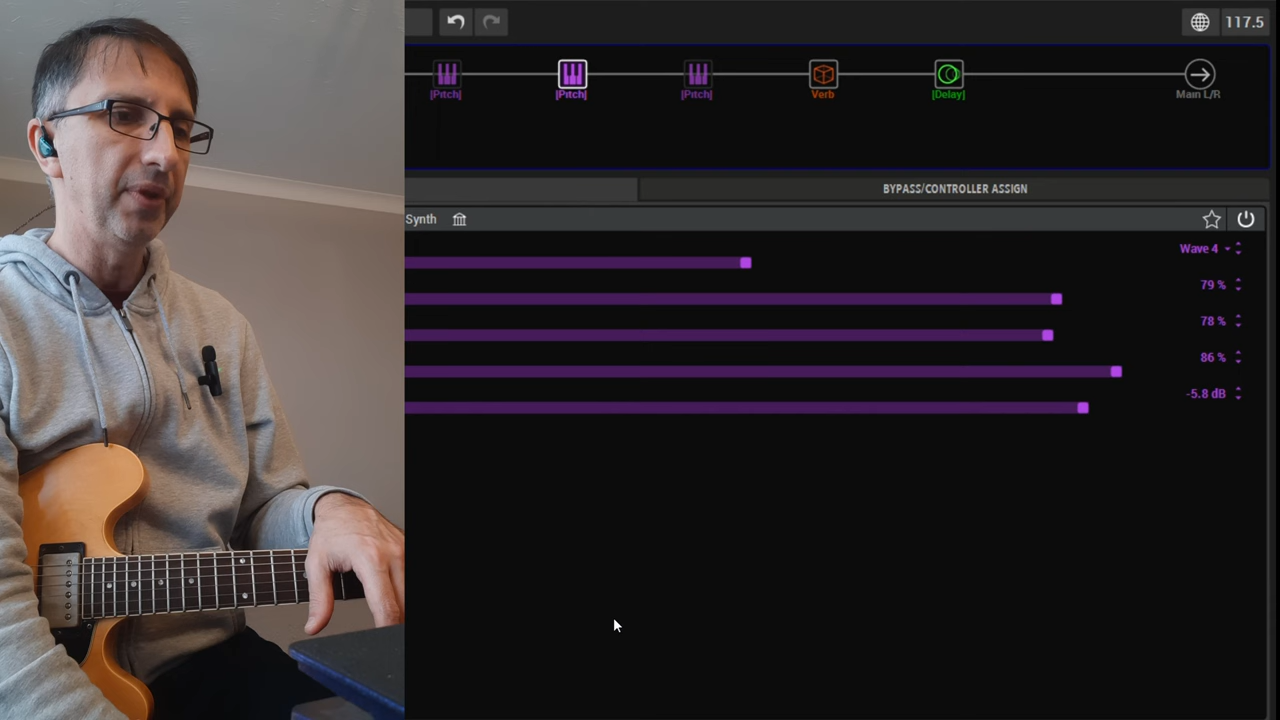 117.5
|Pitch| |Pitch| |Pitch| Verb |Delay| Main L/R
BYPASS/CONTROLLER ASSIGN
Synth
Wave 4
79 %
78 %
86 %
-5.8 dB